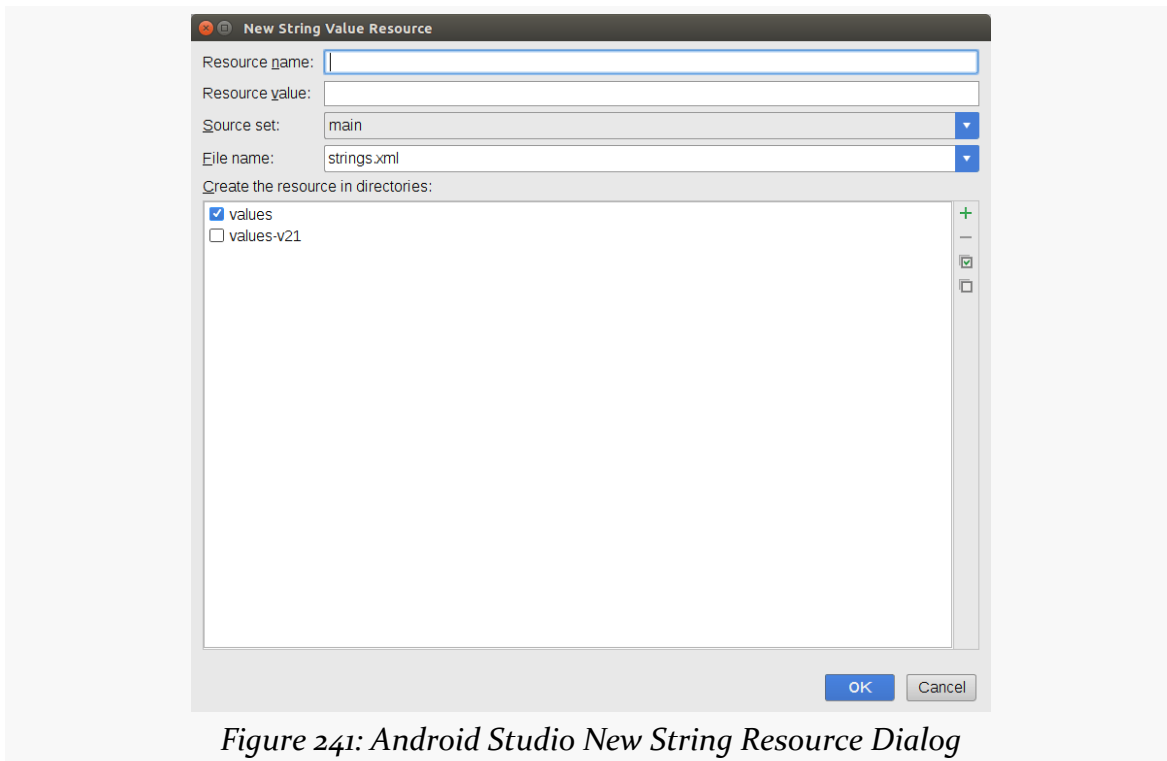 New String Value Resource
Resource name:
Resource value:
Source set: main
File name: strings.xml
Create the resource in directories:
values
values-v21
OK Cancel
Figure 241: Android Studio New String Resource Dialog